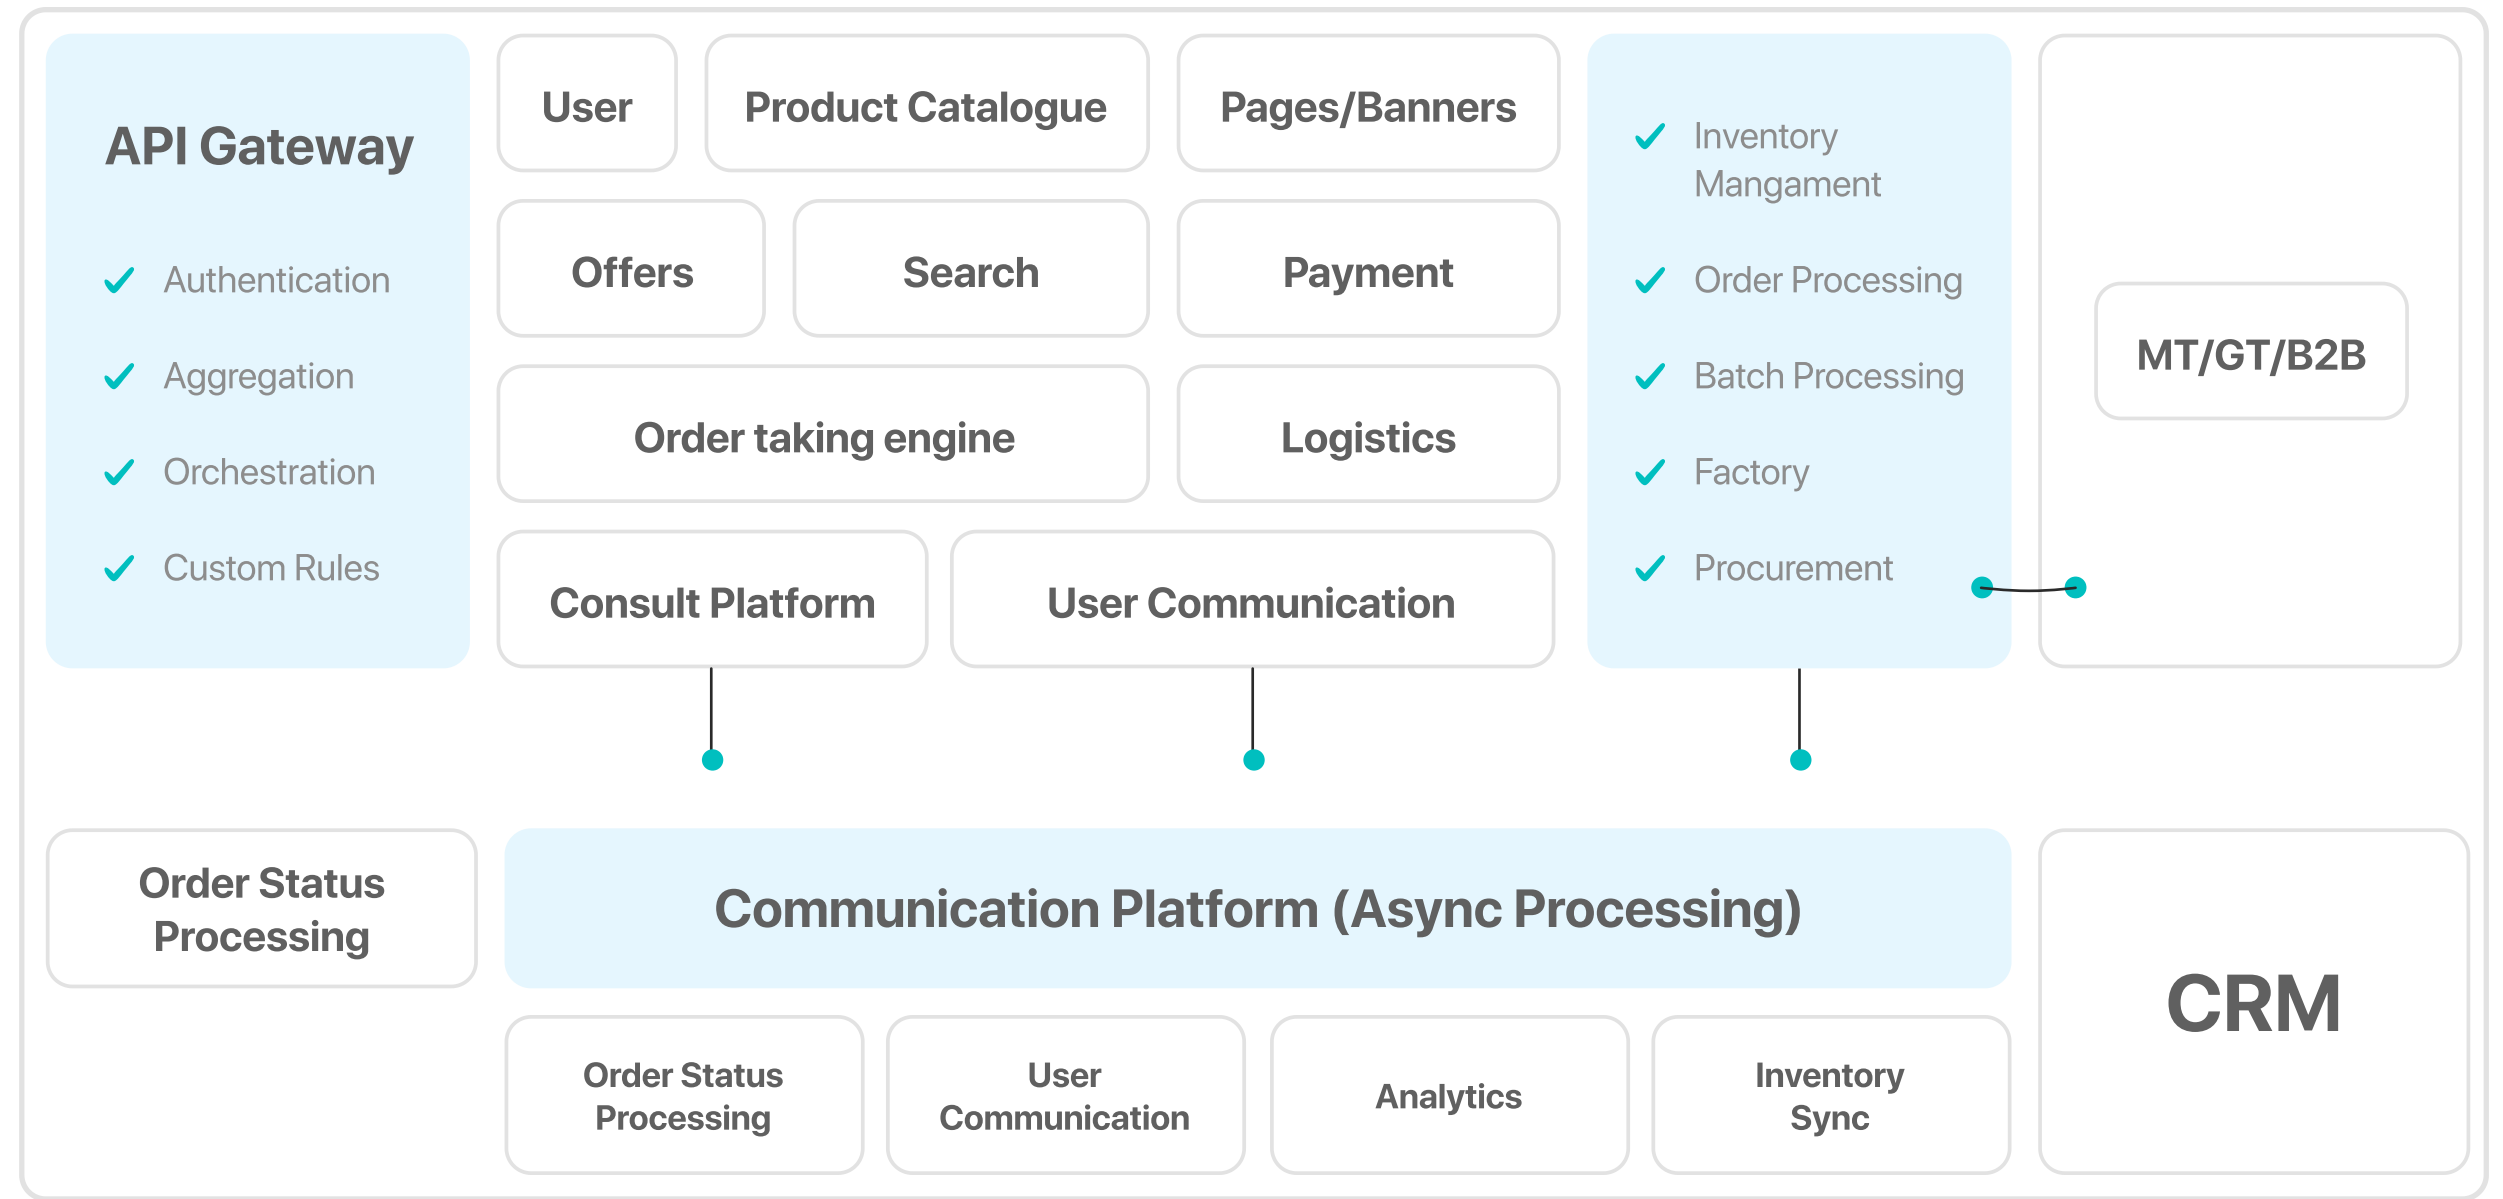 API Gateway
Authentication
Aggregation
Orchestration
Custom Rules
User
Product Catalogue
Pages/Banners
Offers
Search
Payment
Order taking engine
Logistics
Consult Platform
User Communication
Inventory
Mangament
Order Processing
Batch Processing
Factory
Procurement
MT/GT/B2B
Order Status
Processing
Communication Platform (Async Processing)
Order Status
Processing
User
Communication
Analytics
Inventory
Sync
CRM